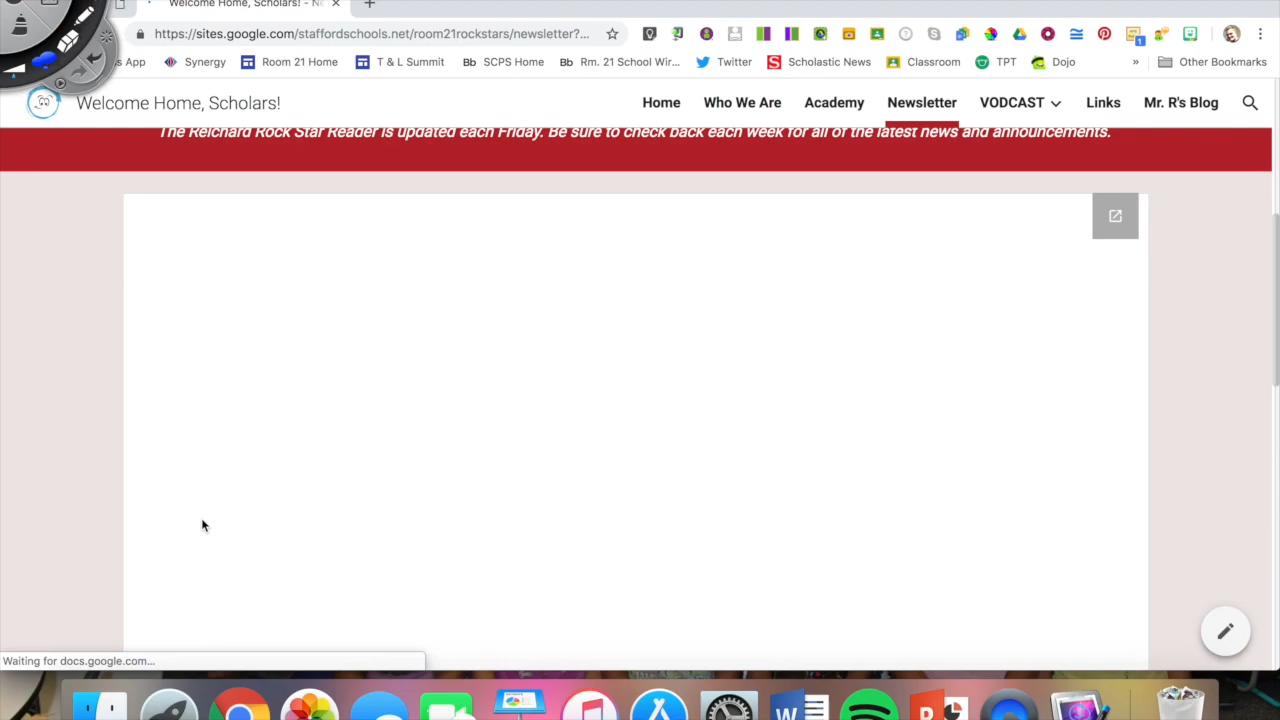 Welcome Home, Scholars! - Ne
https://sites.google.com/staffordschools.net/room21rockstars/newsletter?...
s App Synergy Room 21 Home T & L Summit Bb SCPS Home Bb Rm. 21 School Wir... Twitter Scholastic News Classroom TPT Dojo » Other Bookmarks
Welcome Home, Scholars! Home Who We Are Academy Newsletter VODCAST Links Mr. R's Blog
The Reichard Rock Star Reader is updated each Friday. Be sure to check back each week for all of the latest news and announcements.
Waiting for docs.google.com...